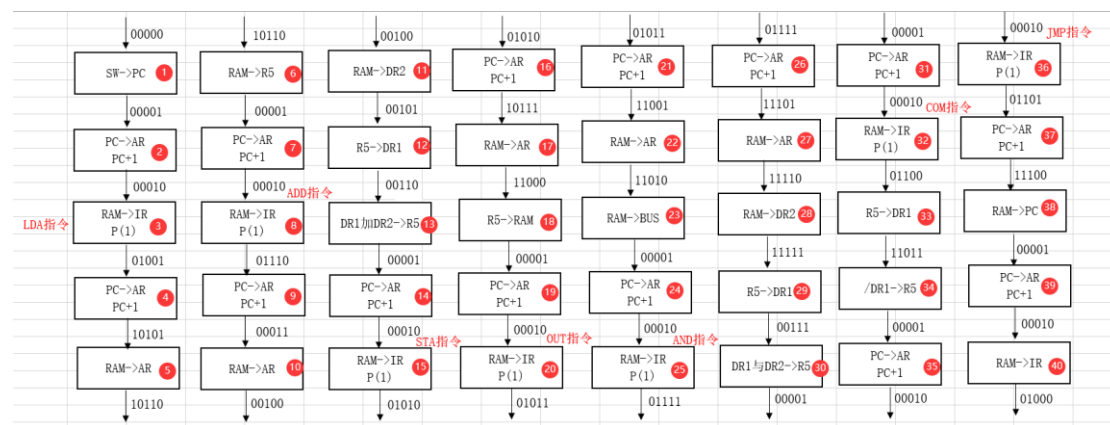 00000
SW->PC 1
00001
PC->AR
PC+1 2
00010
LDA指令
RAM->IR
P(1) 3
01001
PC->AR
PC+1 4
10101
RAM->AR 5
10110
10110
RAM->R5 6
00001
PC->AR
PC+1 7
00010
ADD指令
RAM->IR
P(1) 8
01110
PC->AR
PC+1 9
00011
RAM->AR 10
00100
00100
RAM->DR2 11
00101
R5->DR1 12
00110
DR1加DR2->R5 13
00001
PC->AR
PC+1 14
00010
STA指令
RAM->IR
P(1) 15
01010
01010
PC->AR
PC+1 16
10111
RAM->AR 17
11000
R5->RAM 18
00001
PC->AR
PC+1 19
00010
OUT指令
RAM->IR
P(1) 20
01011
01011
PC->AR
PC+1 21
11001
RAM->AR 22
11010
RAM->BUS 23
00001
PC->AR
PC+1 24
00010
AND指令
RAM->IR
P(1) 25
01111
01111
PC->AR
PC+1 26
11101
RAM->AR 27
11110
RAM->DR2 28
11111
R5->DR1 29
00111
DR1与DR2->R5 30
00001
00001
PC->AR
PC+1 31
00010
COM指令
RAM->IR
P(1) 32
01100
R5->DR1 33
11011
/DR1->R5 34
00001
PC->AR
PC+1 35
00010
00010
JMP指令
RAM->IR
P(1) 36
01101
PC->AR
PC+1 37
11100
RAM->PC 38
00001
PC->AR
PC+1 39
00010
RAM->IR 40
01000